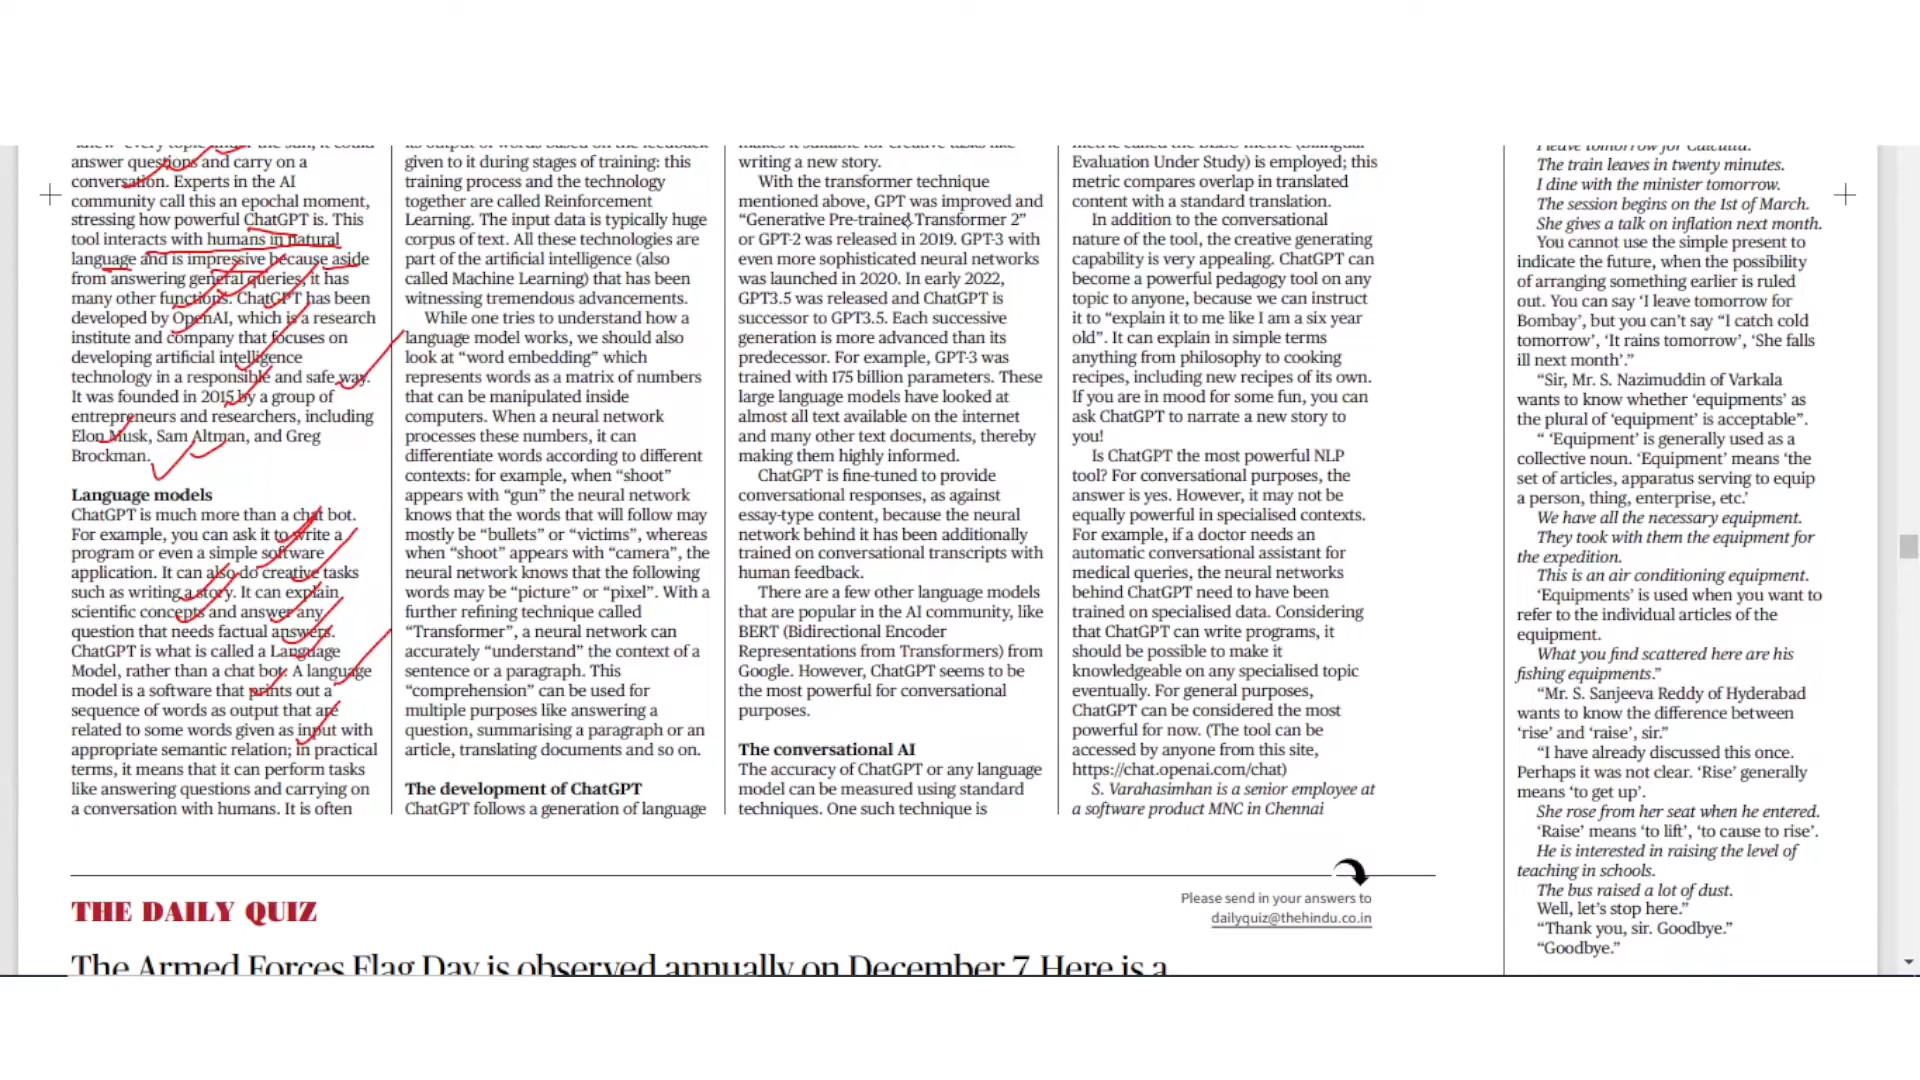 "knew" every topic under the sun, it could
answer questions and carry on a
conversation. Experts in the AI
community call this an epochal moment,
stressing how powerful ChatGPT is. This
tool interacts with humans in natural
language and is impressive because aside
from answering general queries, it has
many other functions. ChatGPT has been
developed by OpenAI, which is a research
institute and company that focuses on
developing artificial intelligence
technology in a responsible and safe way.
It was founded in 2015 by a group of
entrepreneurs and researchers, including
Elon Musk, Sam Altman, and Greg
Brockman.
Language models
ChatGPT is much more than a chat bot.
For example, you can ask it to write a
program or even a simple software
application. It can also do creative tasks
such as writing a story. It can explain
scientific concepts and answer any
question that needs factual answers.
ChatGPT is what is called a Language
Model, rather than a chat bot. A language
model is a software that prints out a
sequence of words as output that are
related to some words given as input with
appropriate semantic relation; in practical
terms, it means that it can perform tasks
like answering questions and carrying on
a conversation with humans. It is often
its output of words based on the feedback
given to it during stages of training: this
training process and the technology
together are called Reinforcement
Learning. The input data is typically huge
corpus of text. All these technologies are
part of the artificial intelligence (also
called Machine Learning) that has been
witnessing tremendous advancements.
While one tries to understand how a
language model works, we should also
look at “word embedding” which
represents words as a matrix of numbers
that can be manipulated inside
computers. When a neural network
processes these numbers, it can
differentiate words according to different
contexts: for example, when “shoot”
appears with “gun” the neural network
knows that the words that will follow may
mostly be “bullets” or “victims”, whereas
when “shoot” appears with “camera”, the
neural network knows that the following
words may be “picture” or “pixel”. With a
further refining technique called
“Transformer”, a neural network can
accurately “understand” the context of a
sentence or a paragraph. This
“comprehension” can be used for
multiple purposes like answering a
question, summarising a paragraph or an
article, translating documents and so on.
The development of ChatGPT
ChatGPT follows a generation of language
makes it suitable for creative tasks like
writing a new story.
With the transformer technique
mentioned above, GPT was improved and
“Generative Pre-trained Transformer 2”
or GPT-2 was released in 2019. GPT-3 with
even more sophisticated neural networks
was launched in 2020. In early 2022,
GPT3.5 was released and ChatGPT is
successor to GPT3.5. Each successive
generation is more advanced than its
predecessor. For example, GPT-3 was
trained with 175 billion parameters. These
large language models have looked at
almost all text available on the internet
and many other text documents, thereby
making them highly informed.
ChatGPT is fine-tuned to provide
conversational responses, as against
essay-type content, because the neural
network behind it has been additionally
trained on conversational transcripts with
human feedback.
There are a few other language models
that are popular in the AI community, like
BERT (Bidirectional Encoder
Representations from Transformers) from
Google. However, ChatGPT seems to be
the most powerful for conversational
purposes.
The conversational AI
The accuracy of ChatGPT or any language
model can be measured using standard
techniques. One such technique is
metric called the BLEU metric (Bilingual
Evaluation Under Study) is employed; this
metric compares overlap in translated
content with a standard translation.
In addition to the conversational
nature of the tool, the creative generating
capability is very appealing. ChatGPT can
become a powerful pedagogy tool on any
topic to anyone, because we can instruct
it to “explain it to me like I am a six year
old”. It can explain in simple terms
anything from philosophy to cooking
recipes, including new recipes of its own.
If you are in mood for some fun, you can
ask ChatGPT to narrate a new story to
you!
Is ChatGPT the most powerful NLP
tool? For conversational purposes, the
answer is yes. However, it may not be
equally powerful in specialised contexts.
For example, if a doctor needs an
automatic conversational assistant for
medical queries, the neural networks
behind ChatGPT need to have been
trained on specialised data. Considering
that ChatGPT can write programs, it
should be possible to make it
knowledgeable on any specialised topic
eventually. For general purposes,
ChatGPT can be considered the most
powerful for now. (The tool can be
accessed by anyone from this site,
https://chat.openai.com/chat)
S. Varahasimhan is a senior employee at
a software product MNC in Chennai
I leave tomorrow for Calcutta.
The train leaves in twenty minutes.
I dine with the minister tomorrow.
The session begins on the 1st of March.
She gives a talk on inflation next month.
You cannot use the simple present to
indicate the future, when the possibility
of arranging something earlier is ruled
out. You can say ‘I leave tomorrow for
Bombay’, but you can’t say “I catch cold
tomorrow’, ‘It rains tomorrow’, ‘She falls
ill next month’.”
“Sir, Mr. S. Nazimuddin of Varkala
wants to know whether ‘equipments’ as
the plural of ‘equipment’ is acceptable”.
“ ‘Equipment’ is generally used as a
collective noun. ‘Equipment’ means ‘the
set of articles, apparatus serving to equip
a person, thing, enterprise, etc.’
We have all the necessary equipment.
They took with them the equipment for
the expedition.
This is an air conditioning equipment.
‘Equipments’ is used when you want to
refer to the individual articles of the
equipment.
What you find scattered here are his
fishing equipments.”
“Mr. S. Sanjeeva Reddy of Hyderabad
wants to know the difference between
‘rise’ and ‘raise’, sir.”
“I have already discussed this once.
Perhaps it was not clear. ‘Rise’ generally
means ‘to get up’.
She rose from her seat when he entered.
‘Raise’ means ‘to lift’, ‘to cause to rise’.
He is interested in raising the level of
teaching in schools.
The bus raised a lot of dust.
Well, let’s stop here.”
“Thank you, sir. Goodbye.”
“Goodbye.”
THE DAILY QUIZ
Please send in your answers to
dailyquiz@thehindu.co.in
The Armed Forces Flag Day is observed annually on December 7. Here is a